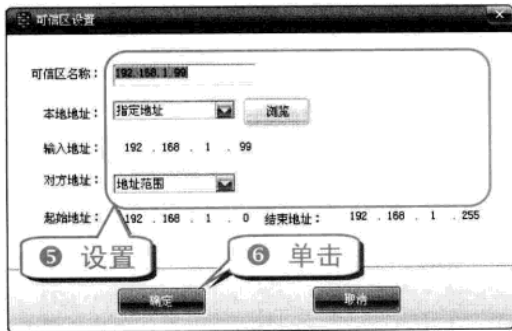 可信区设置
可信区名称： 192.168.1.99
本地地址： 指定地址 浏览
输入地址： 192 . 168 . 1 . 99
对方地址： 地址范围
起始地址： 192 . 168 . 1 . 0 结束地址： 192 . 168 . 1 . 255
❺ 设置 ❻ 单击
确定 取消